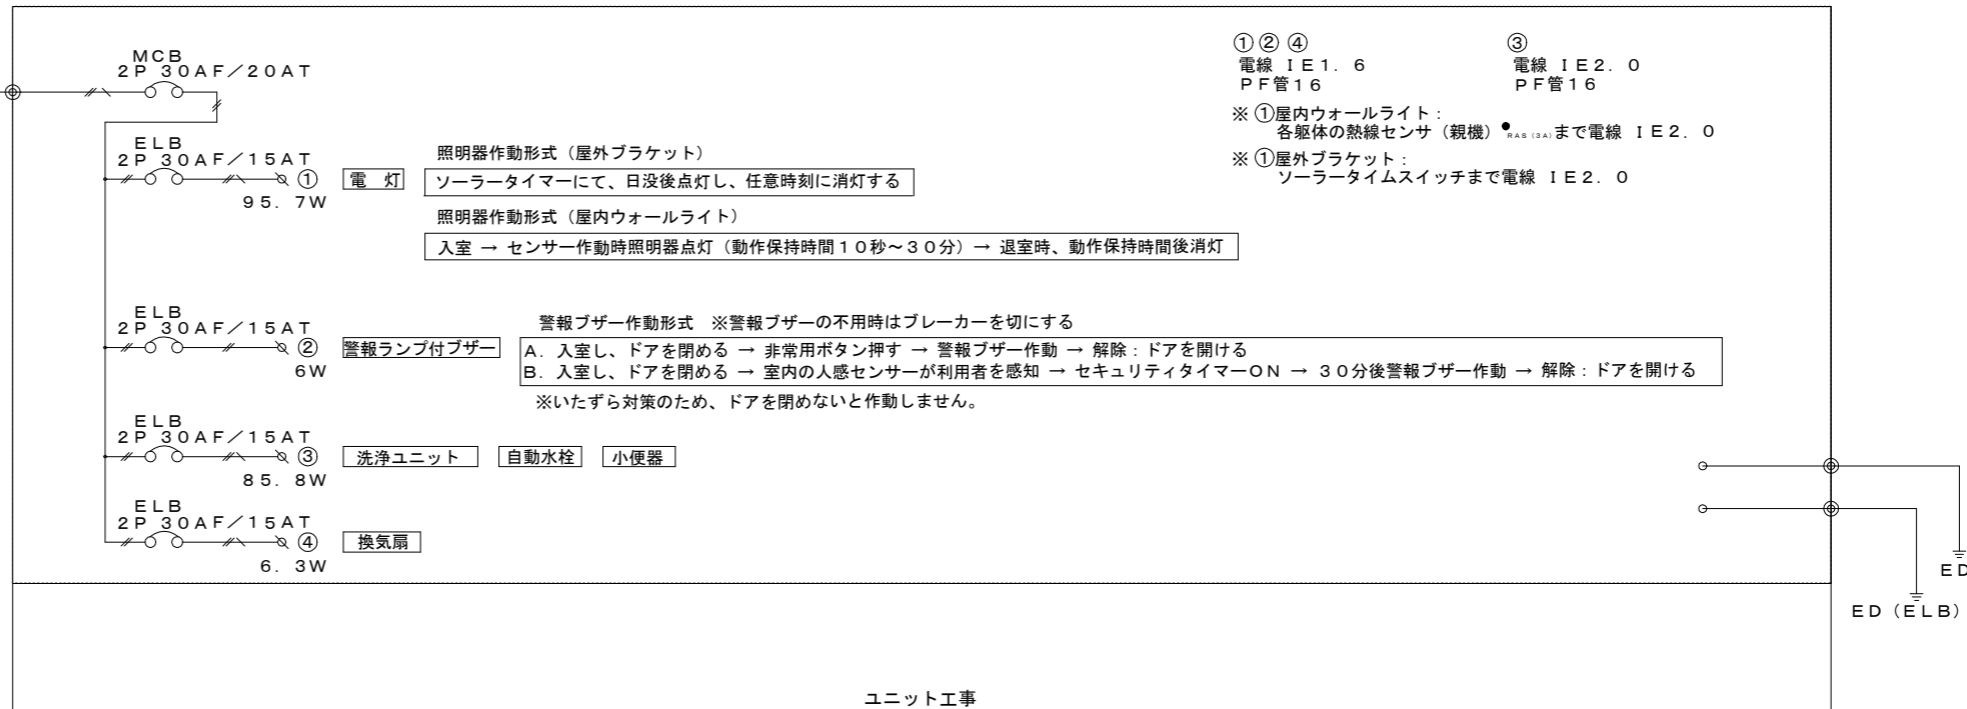 MCB
2P 30AF/20AT
ELB
2P 30AF/15AT
①
95.7W
電 灯
照明器作動形式（屋外ブラケット）
ソーラータイマーにて、日没後点灯し、任意時刻に消灯する
照明器作動形式（屋内ウォールライト）
入室 → センサー作動時照明器点灯（動作保持時間10秒～30分）→ 退室時、動作保持時間後消灯
①②④
電線 IE1.6
PF管16
③
電線 IE2.0
PF管16
※ ①屋内ウォールライト：
各躯体の熱線センサ（親機）●RAS（3A）まで電線 IE2.0
※ ①屋外ブラケット：
ソーラータイムスイッチまで電線 IE2.0
ELB
2P 30AF/15AT
②
6W
警報ランプ付ブザー
警報ブザー作動形式 ※警報ブザーの不用時はブレーカーを切にする
A. 入室し、ドアを閉める → 非常用ボタン押す → 警報ブザー作動 → 解除：ドアを開ける
B. 入室し、ドアを閉める → 室内の人感センサーが利用者を感知 → セキュリティタイマーON → 30分後警報ブザー作動 → 解除：ドアを開ける
※いたずら対策のため、ドアを閉めないと作動しません。
ELB
2P 30AF/15AT
③
85.8W
洗浄ユニット 自動水栓 小便器
ELB
2P 30AF/15AT
④
6.3W
換気扇
ED
ED（ELB）
ユニット工事